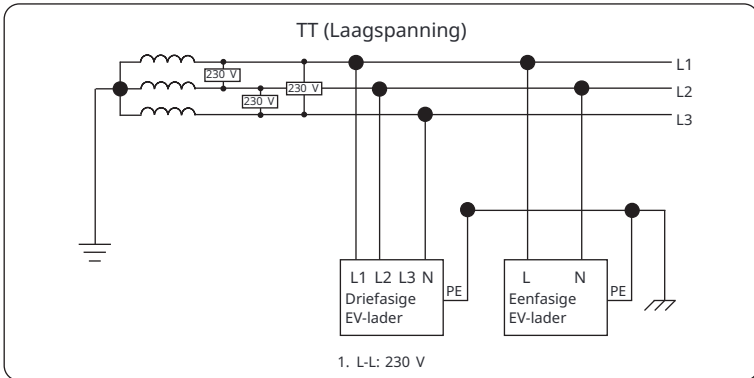 TT (Laagspanning)
L1
230 V
230 V
L2
230 V
L3
L1 L2 L3 N
PE
L N
PE
Driefasige
EV-lader
Eenfasige
EV-lader
1. L-L: 230 V